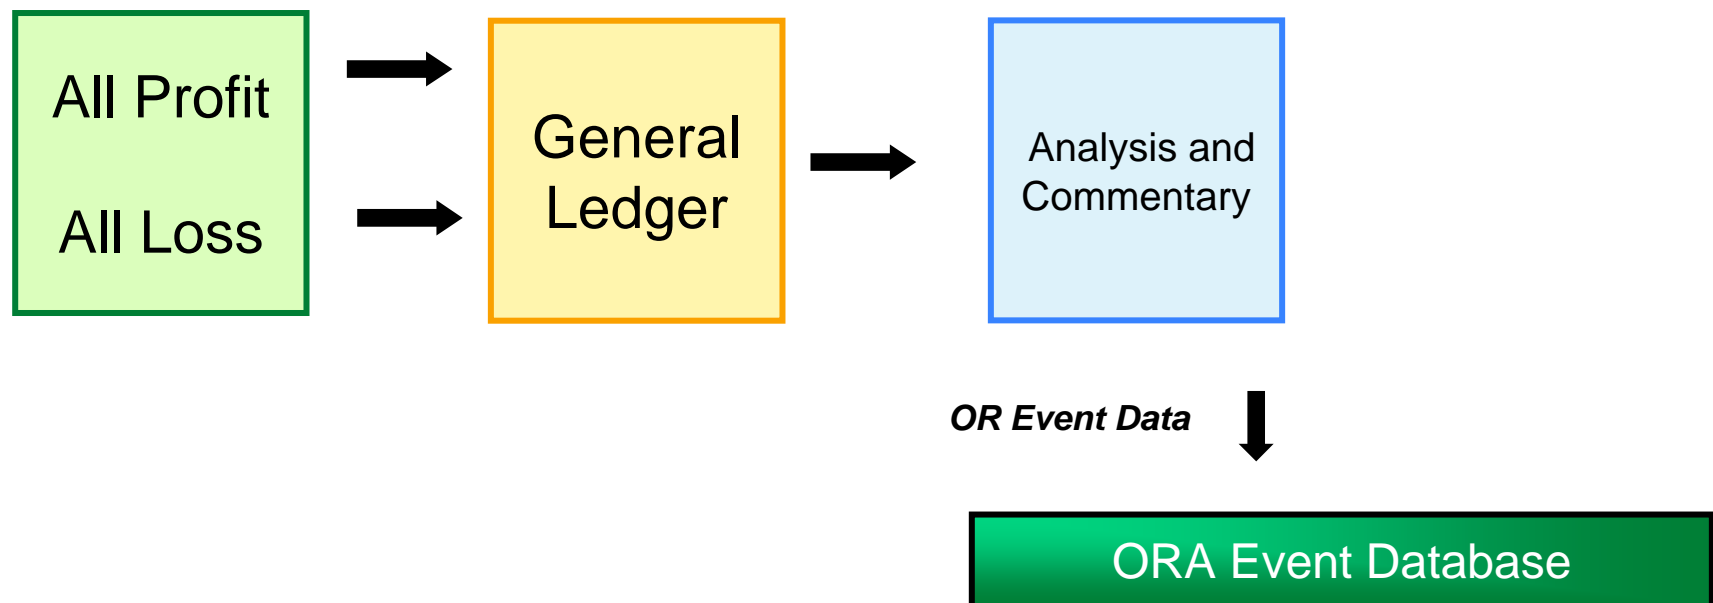 All Profit
All Loss
General
Ledger
Analysis and
Commentary
OR Event Data
ORA Event Database